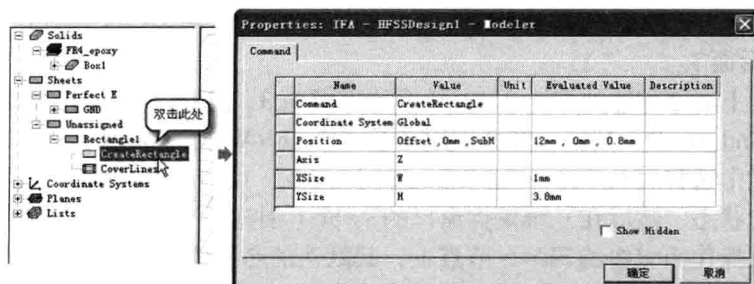 Solids
FR4_epoxy
Box1
Sheets
Perfect E
GND
Unassigned
Rectangle1
CreateRectangle
CoverLines
Coordinate Systems
Planes
Lists
双击此处
Properties: IFA - HFSSDesign1 - Modeler
Command
Name Value Unit Evaluated Value Description
Command CreateRectangle
Coordinate System Global
Position Offset ,0mm ,SubH 12mm , 0mm , 0.8mm
Axis Z
XSize W 1mm
YSize H 3.8mm
Show Hidden
确定 取消